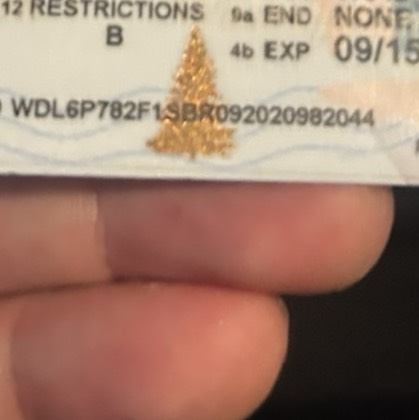 12 RESTRICTIONS 9a END NONE
B
4b EXP 09/15
WDL6P782F1SBR092020982044